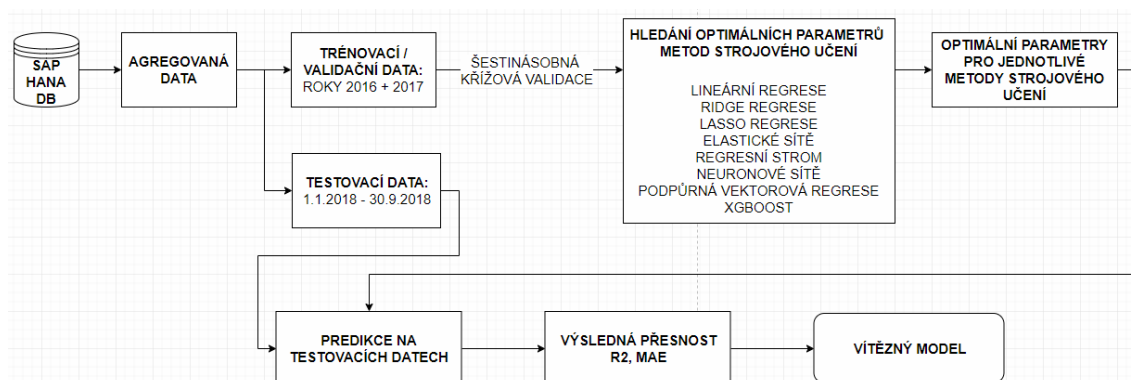 SAP
HANA
DB
AGREGOVANÁ
DATA
TRÉNOVACÍ /
VALIDAČNÍ DATA:
ROKY 2016 + 2017
ŠESTINÁSOBNÁ
KŘÍŽOVÁ VALIDACE
HLEDÁNÍ OPTIMÁLNÍCH PARAMETRŮ
METOD STROJOVÉHO UČENÍ
LINEÁRNÍ REGRESE
RIDGE REGRESE
LASSO REGRESE
ELASTICKÉ SÍTĚ
REGRESNÍ STROM
NEURONOVÉ SÍTĚ
PODPŮRNÁ VEKTOROVÁ REGRESE
XGBOOST
OPTIMÁLNÍ PARAMETRY
PRO JEDNOTLIVÉ
METODY STROJOVÉHO
UČENÍ
TESTOVACÍ DATA:
1.1.2018 - 30.9.2018
PREDIKCE NA
TESTOVACÍCH DATECH
VÝSLEDNÁ PŘESNOST
R2, MAE
VÍTĚZNÝ MODEL